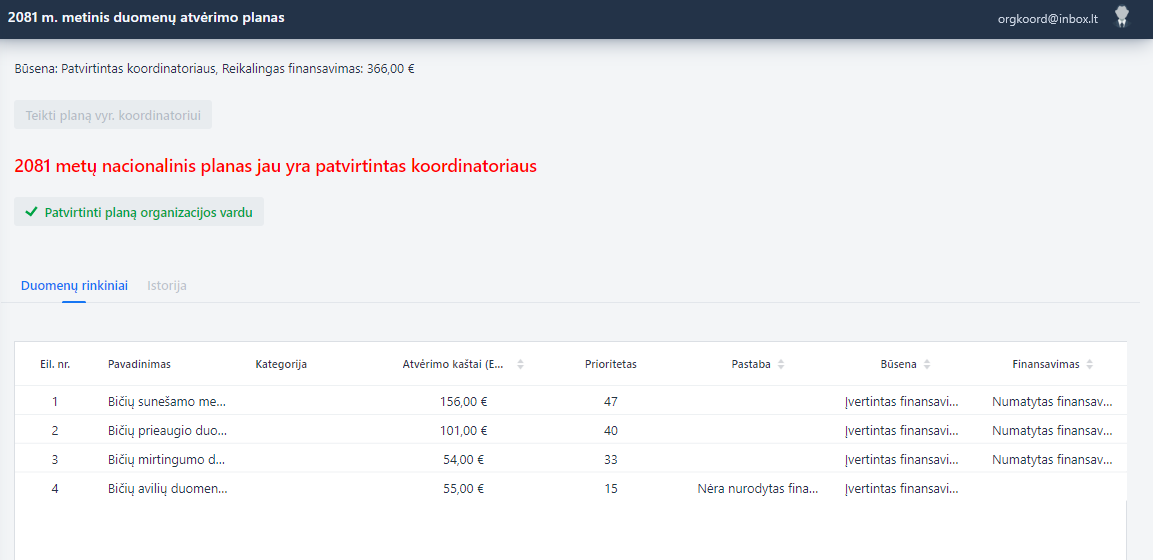 2081 m. metinis duomenų atvėrimo planas
orgkoord@inbox.lt
Būsena: Patvirtintas koordinatoriaus, Reikalingas finansavimas: 366,00 €
Teikti planą vyr. koordinatoriui
2081 metų nacionalinis planas jau yra patvirtintas koordinatoriaus
Patvirtinti planą organizacijos vardu
Duomenų rinkiniai Istorija
Eil. nr. Pavadinimas Kategorija Atvėrimo kaštai (E... Prioritetas Pastaba Būsena Finansavimas
1 Bičių sunešamo me... 156,00 € 47 Įvertintas finansavi... Numatytas finansav...
2 Bičių prieaugio duo... 101,00 € 40 Įvertintas finansavi... Numatytas finansav...
3 Bičių mirtingumo d... 54,00 € 33 Įvertintas finansavi... Numatytas finansav...
4 Bičių avilių duomen... 55,00 € 15 Nėra nurodytas fina... Įvertintas finansavi...